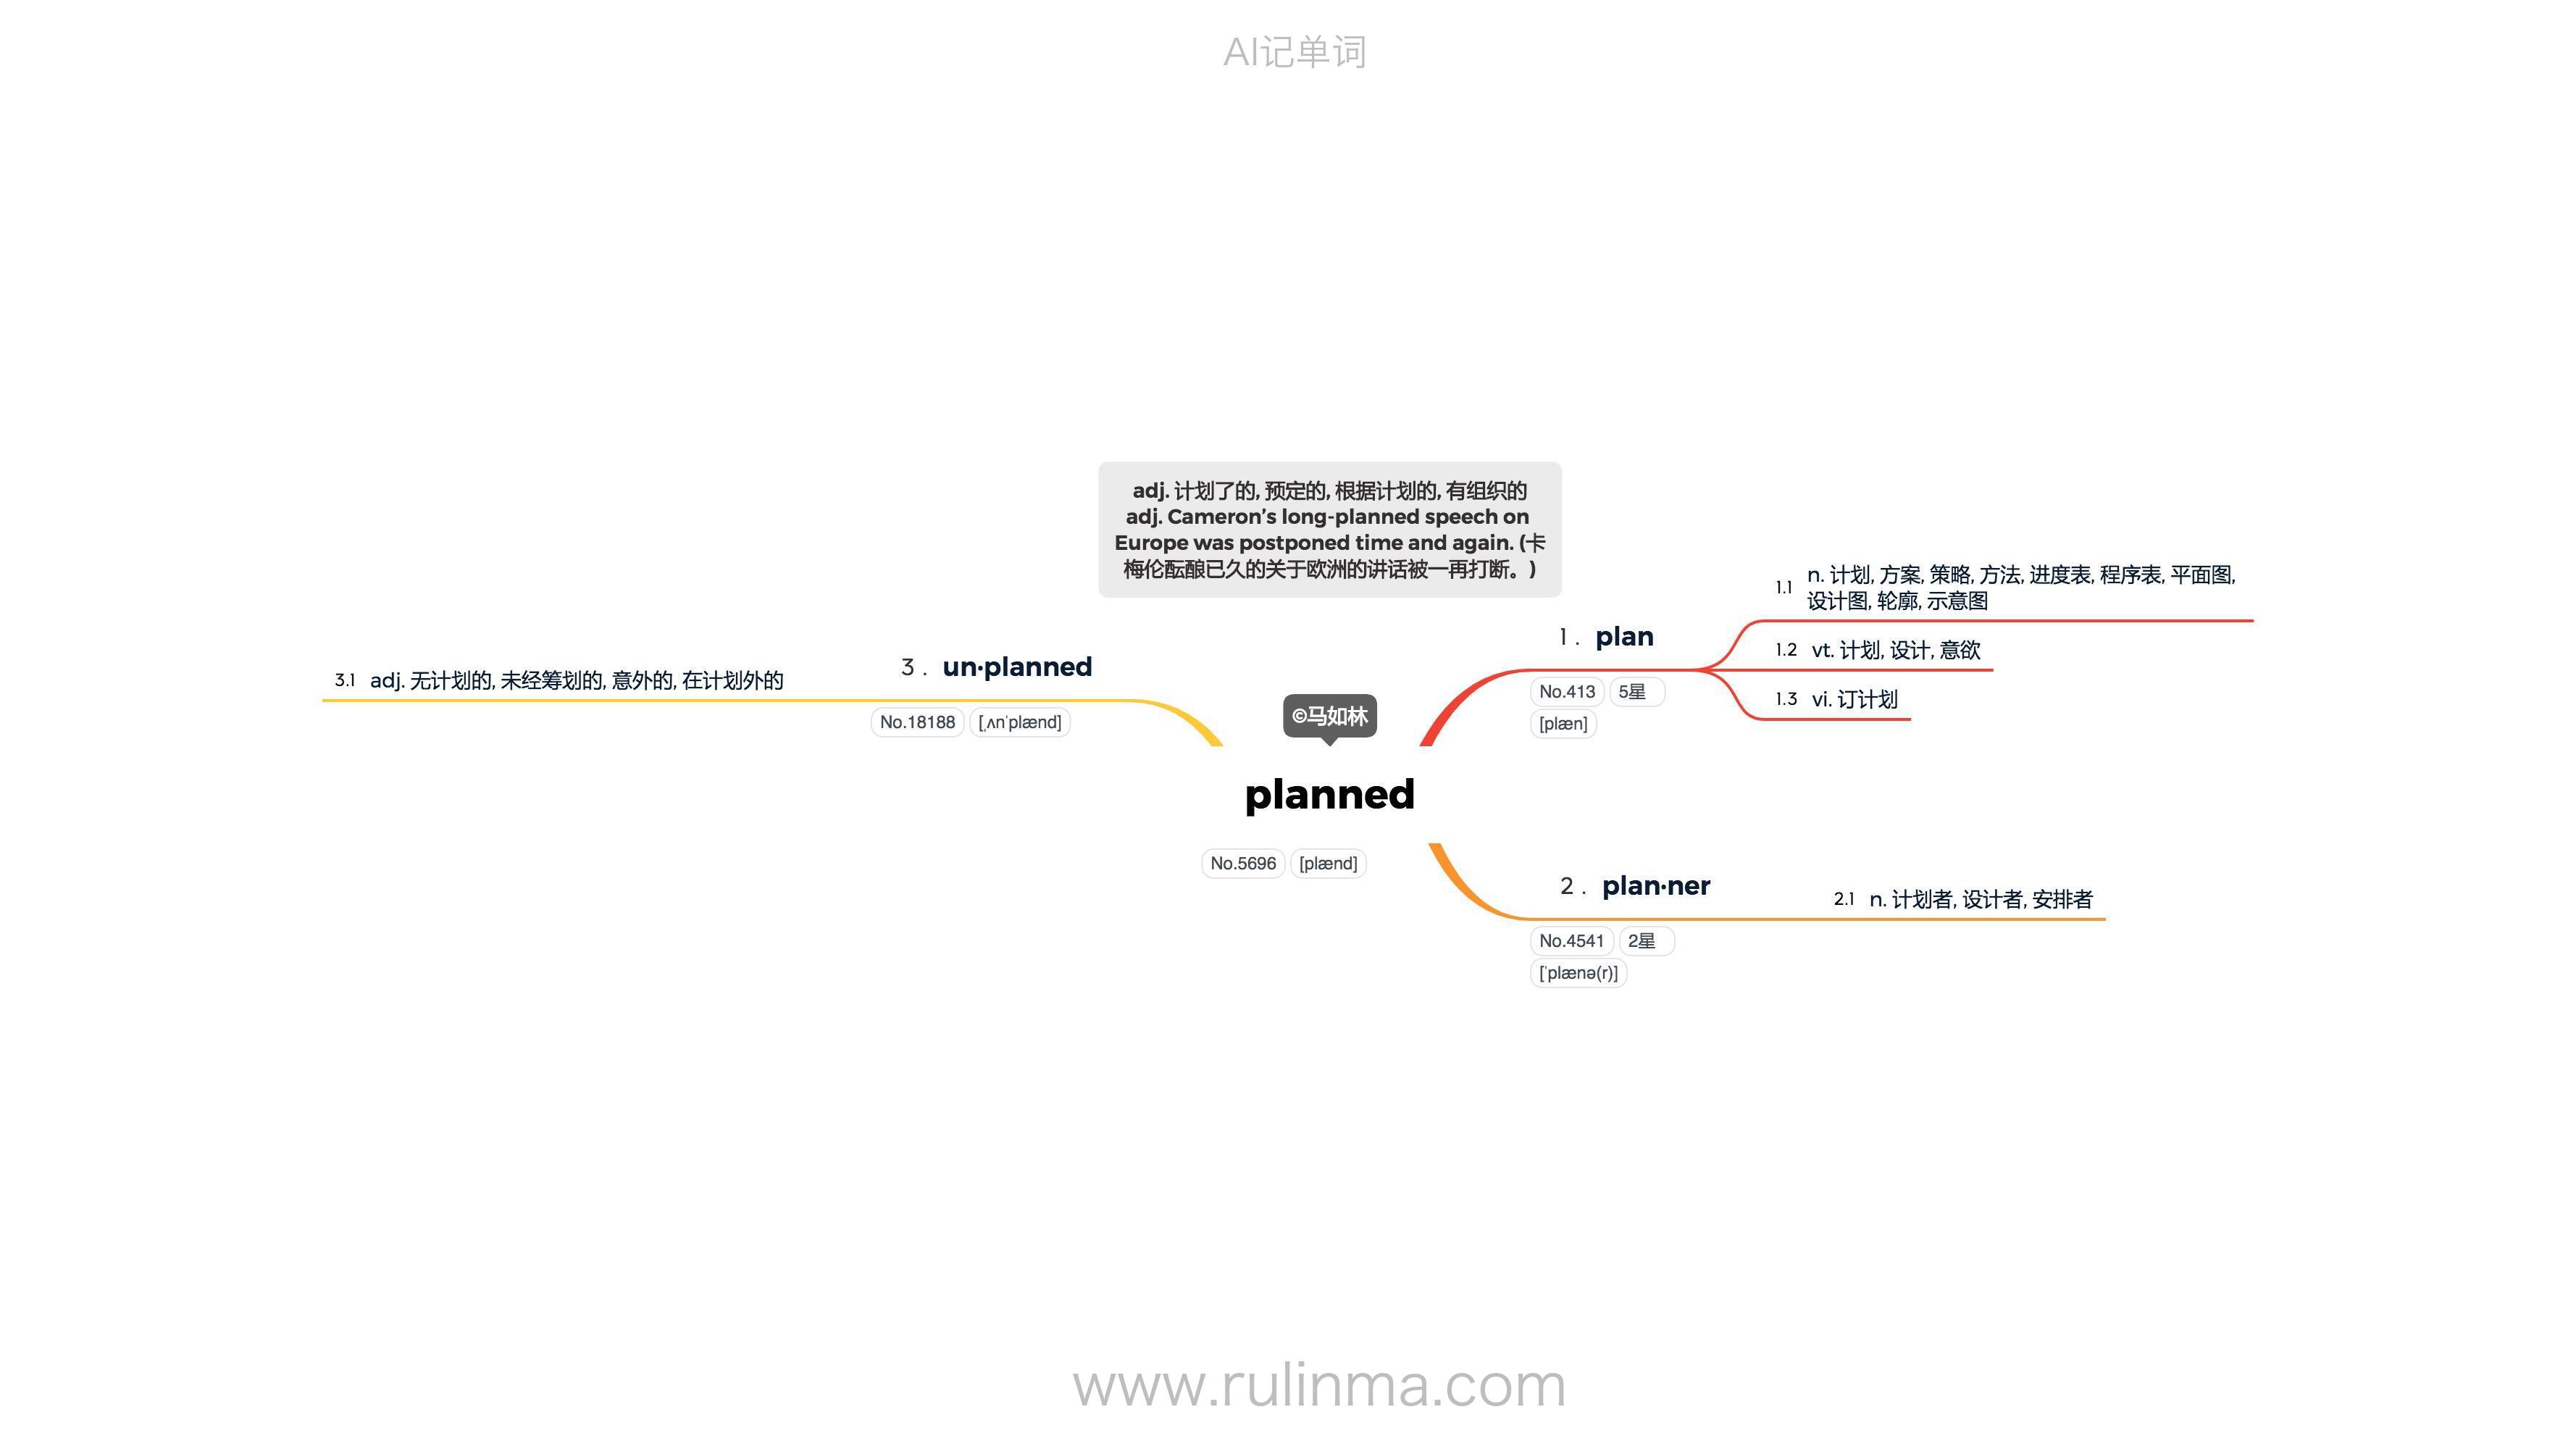 AI记单词
adj. 计划了的, 预定的, 根据计划的, 有组织的
adj. Cameron’s long-planned speech on
Europe was postponed time and again. (卡
梅伦酝酿已久的关于欧洲的讲话被一再打断。)
©马如林
planned
No.5696 [plænd]
1 . plan
No.413 5星
[plæn]
1.1 n. 计划, 方案, 策略, 方法, 进度表, 程序表, 平面图,
设计图, 轮廓, 示意图
1.2 vt. 计划, 设计, 意欲
1.3 vi. 订计划
2 . plan·ner
No.4541 2星
[ˈplænə(r)]
2.1 n. 计划者, 设计者, 安排者
3 . un·planned
No.18188 [ˌʌnˈplænd]
3.1 adj. 无计划的, 未经筹划的, 意外的, 在计划外的
www.rulinma.com